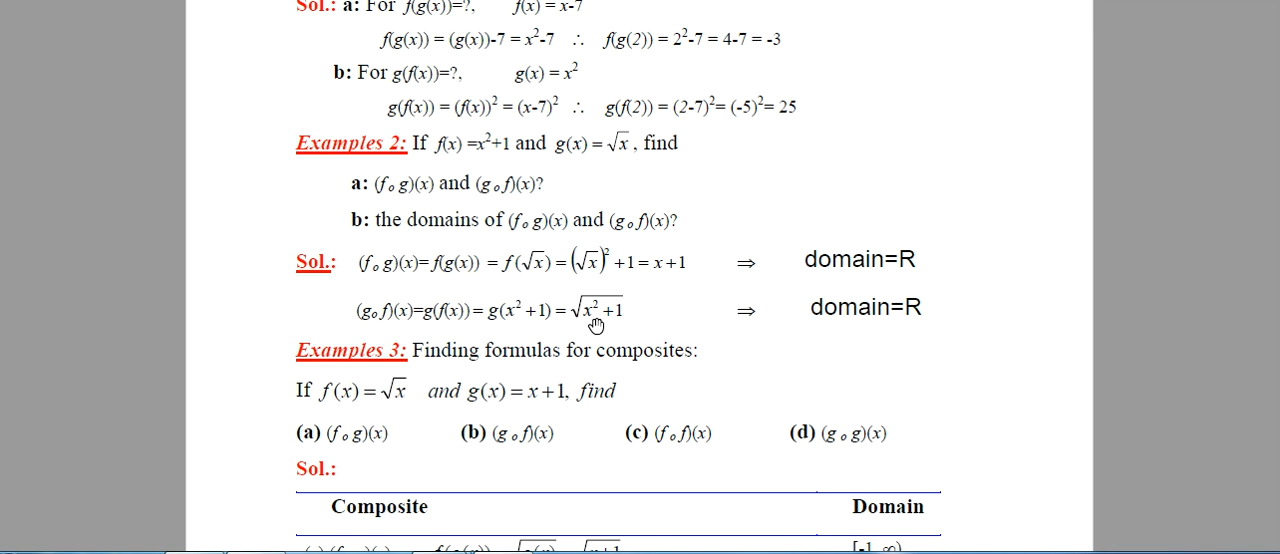 Sol.: a: For f(g(x))=?, f(x) = x-7
f(g(x)) = (g(x))-7 = x²-7 ∴ f(g(2)) = 2²-7 = 4-7 = -3
b: For g(f(x))=?, g(x) = x²
g(f(x)) = (f(x))² = (x-7)² ∴ g(f(2)) = (2-7)²= (-5)²= 25
Examples 2: If f(x) =x²+1 and g(x) = √x , find
a: (f o g)(x) and (g o f)(x)?
b: the domains of (f o g)(x) and (g o f)(x)?
Sol.: (f o g)(x)= f(g(x)) = f(√x) = (√x)² +1 = x+1 ⇒ domain=R
(g o f)(x)=g(f(x))= g(x² +1) = √(x² +1) ⇒ domain=R
Examples 3: Finding formulas for composites:
If f(x) = √x and g(x) = x+1, find
(a) (f o g)(x) (b) (g o f)(x) (c) (f o f)(x) (d) (g o g)(x)
Sol.:
Composite Domain
[-1, ∞)